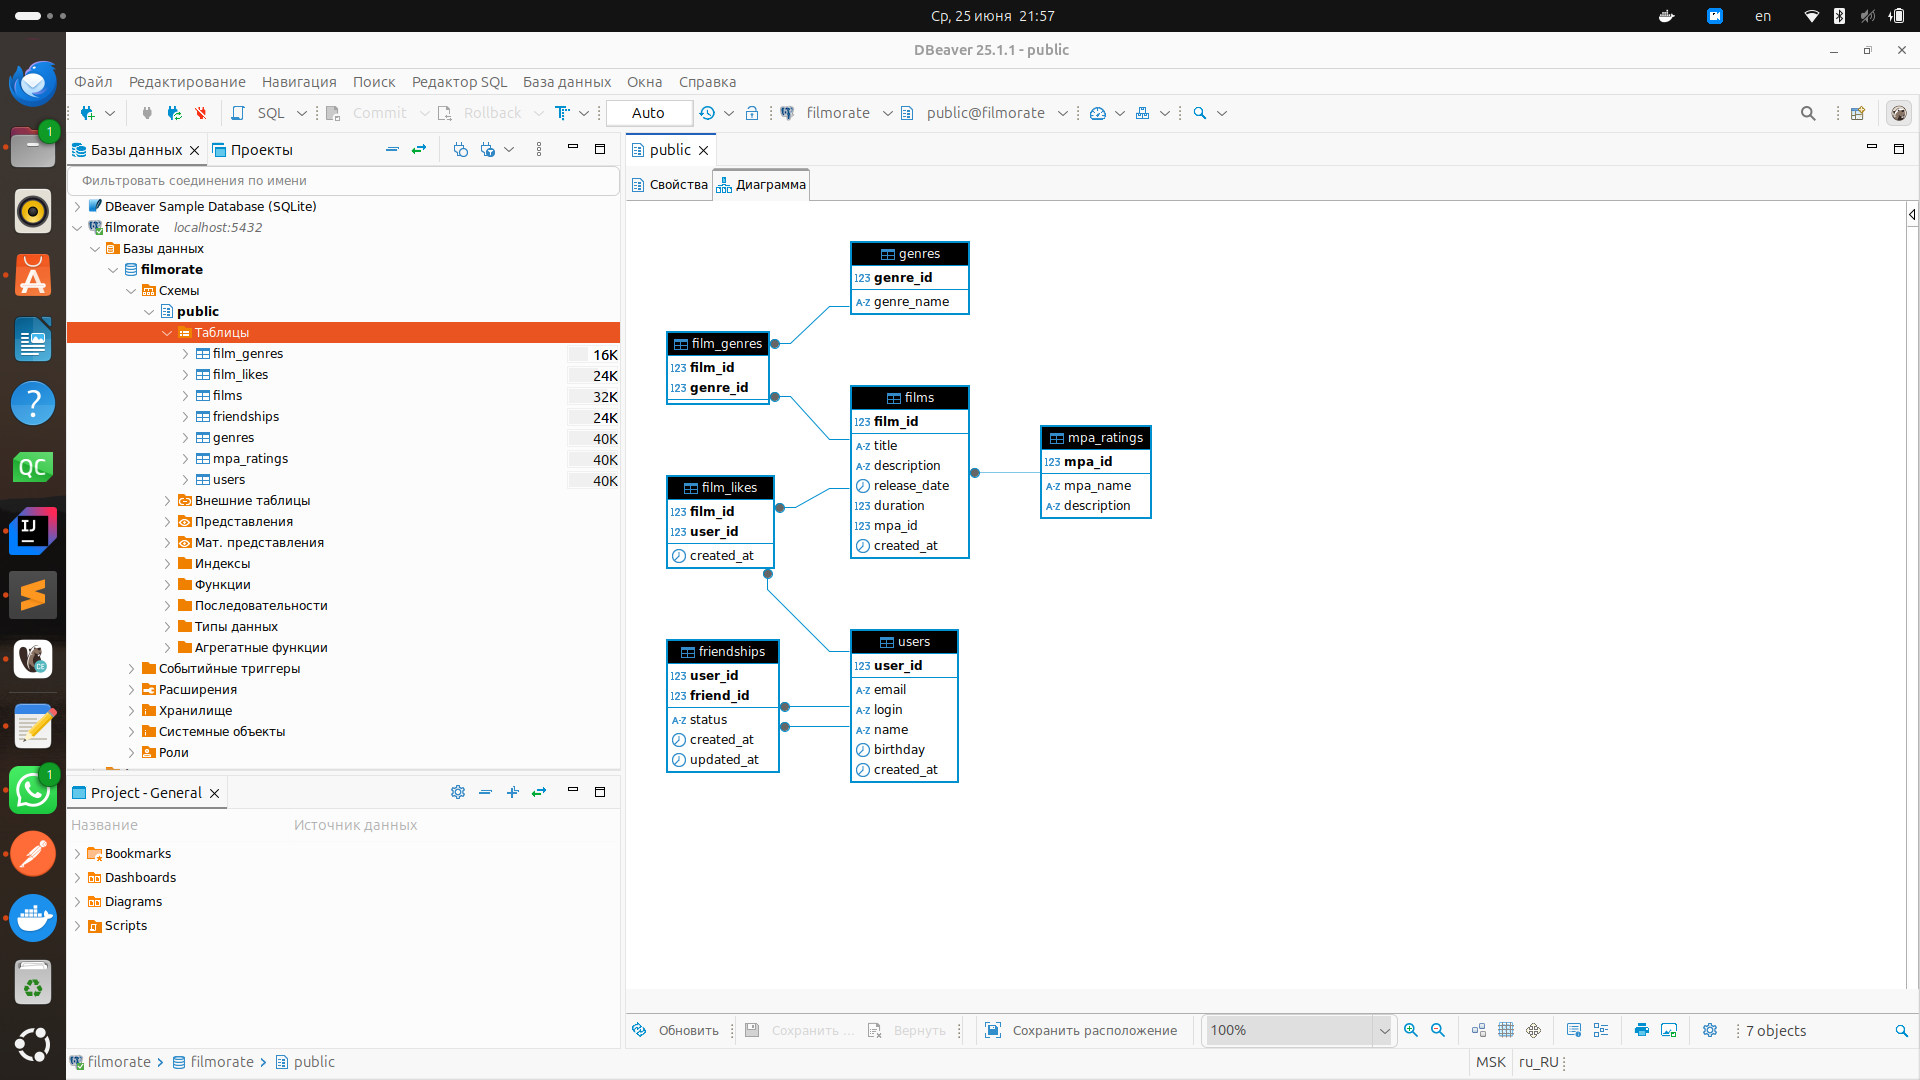 Ср, 25 июня 21:57
en
DBeaver 25.1.1 - public
Файл Редактирование Навигация Поиск Редактор SQL База данных Окна Справка
SQL Commit Rollback Auto filmorate public@filmorate
Базы данных Проекты
Фильтровать соединения по имени
DBeaver Sample Database (SQLite)
filmorate localhost:5432
Базы данных
filmorate
Схемы
public
Таблицы
film_genres 16K
film_likes 24K
films 32K
friendships 24K
genres 40K
mpa_ratings 40K
users 40K
Внешние таблицы
Представления
Мат. представления
Индексы
Функции
Последовательности
Типы данных
Агрегатные функции
Событийные триггеры
Расширения
Хранилище
Системные объекты
Роли
Project - General
Название Источник данных
Bookmarks
Dashboards
Diagrams
Scripts
public
Свойства Диаграмма
genres
123 genre_id
A-Z genre_name
film_genres
123 film_id
123 genre_id
films
123 film_id
A-Z title
A-Z description
release_date
123 duration
123 mpa_id
created_at
mpa_ratings
123 mpa_id
A-Z mpa_name
A-Z description
film_likes
123 film_id
123 user_id
created_at
friendships
123 user_id
123 friend_id
A-Z status
created_at
updated_at
users
123 user_id
A-Z email
A-Z login
A-Z name
birthday
created_at
Обновить Сохранить ... Вернуть Сохранить расположение 100% 7 objects
filmorate filmorate public
MSK ru_RU
1
?
QC
IJ
CE
1